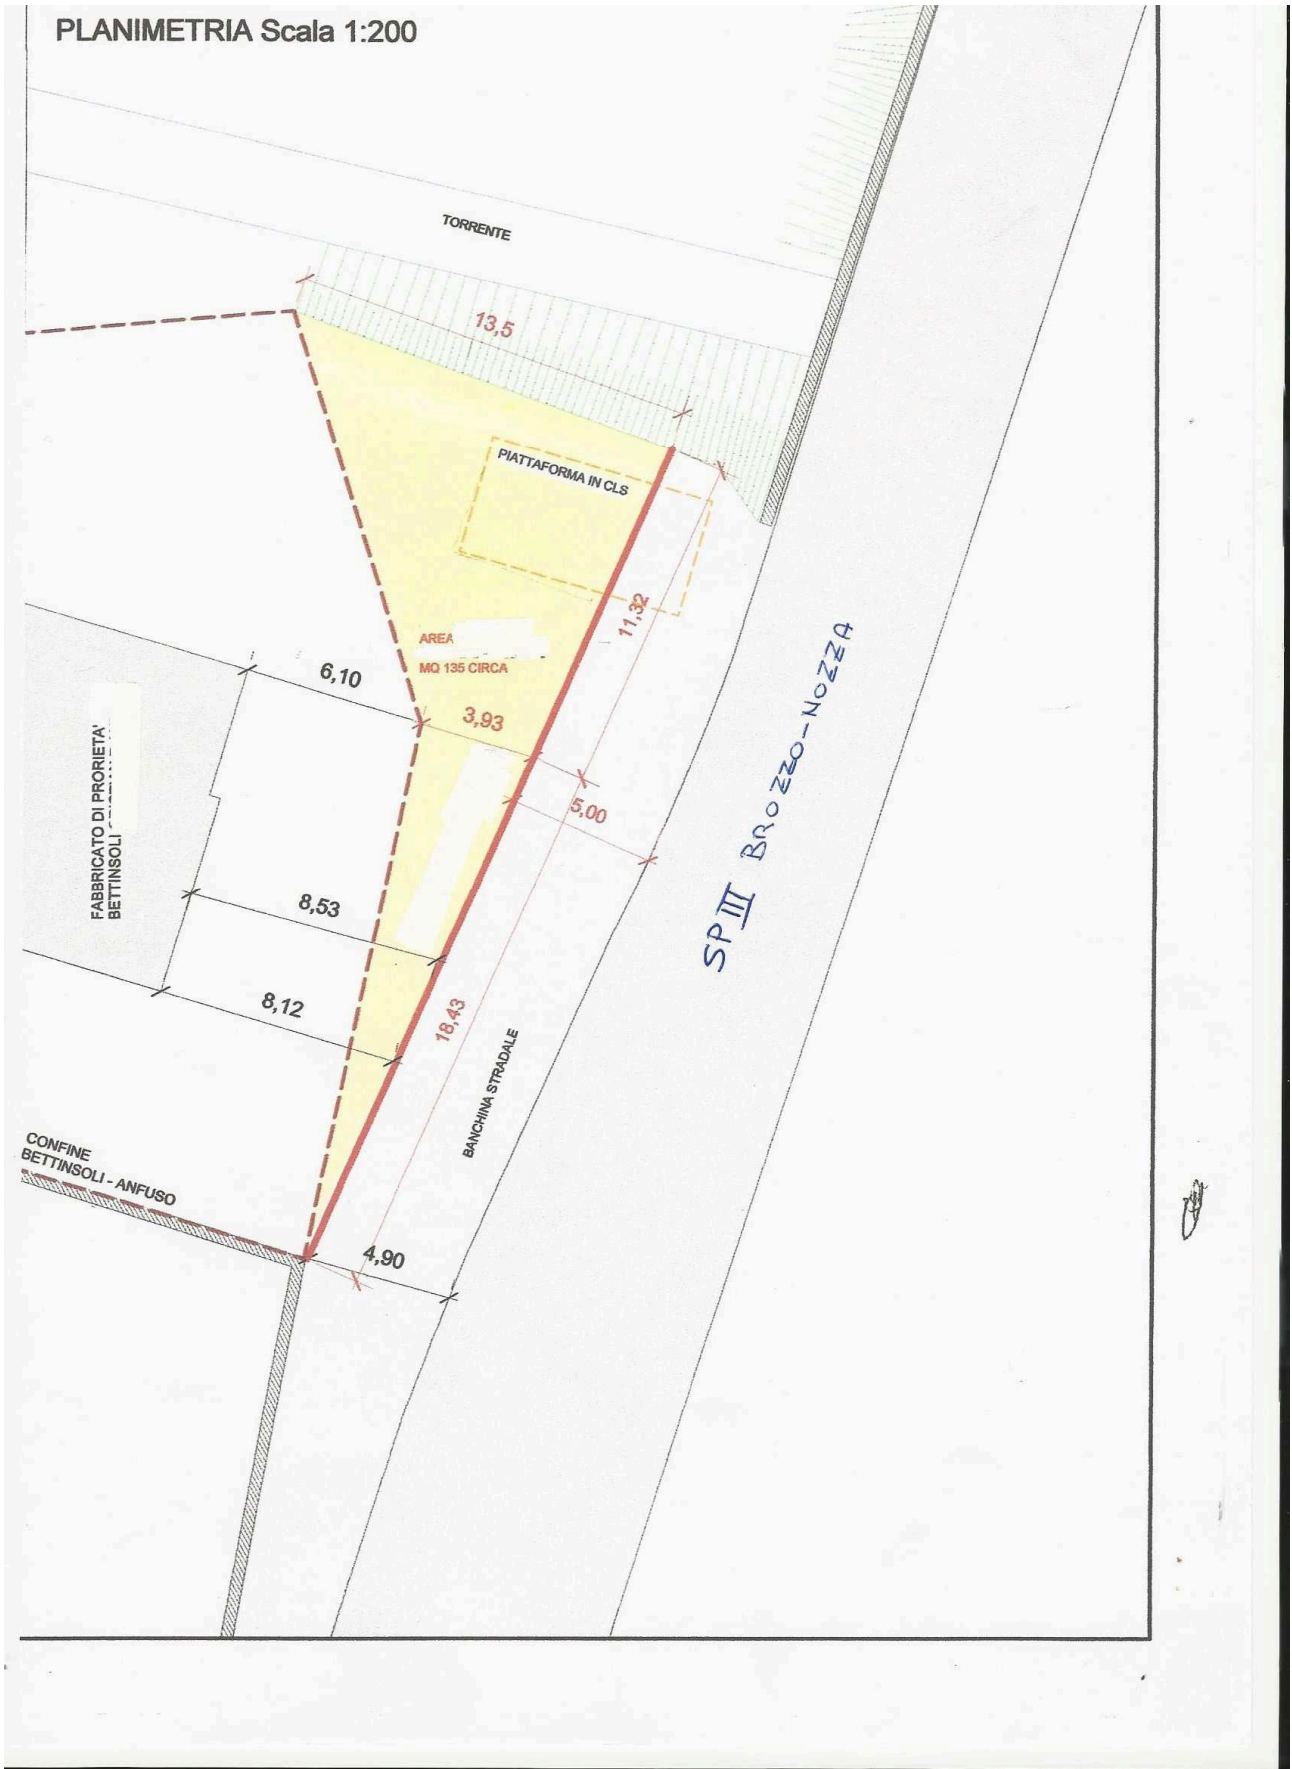 PLANIMETRIA Scala 1:200
TORRENTE
13,5
PIATTAFORMA IN CLS
11,32
AREA
MQ 135 CIRCA
6,10
3,93
5,00
FABBRICATO DI PRORIETA'
BETTINSOLI
SP III BROZZO-NOZZA
8,53
8,12
18,43
BANCHINA STRADALE
CONFINE
BETTINSOLI - ANFUSO
4,90